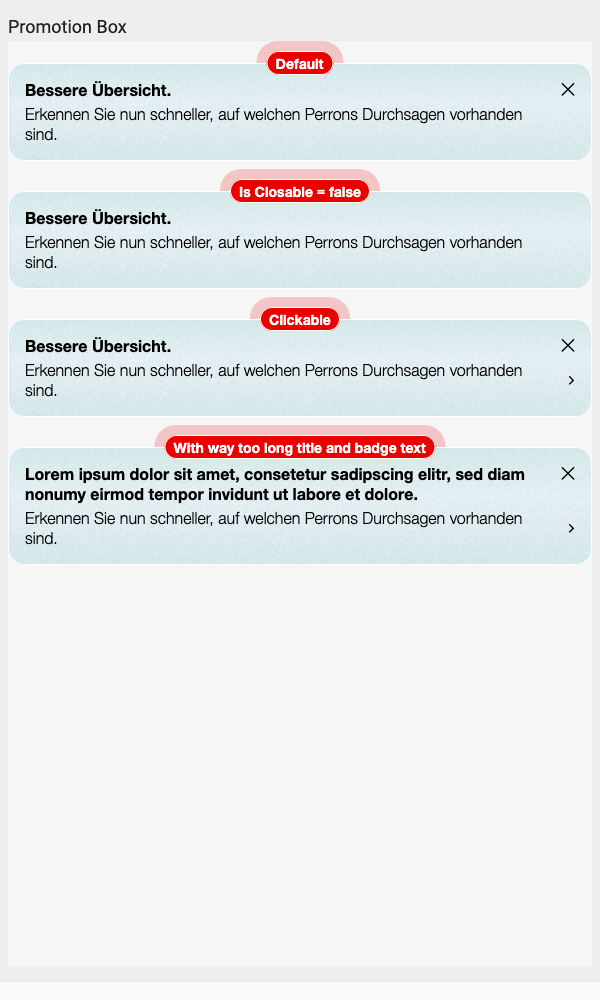 Promotion Box
Default
Bessere Übersicht.
Erkennen Sie nun schneller, auf welchen Perrons Durchsagen vorhanden
sind.
Is Closable = false
Bessere Übersicht.
Erkennen Sie nun schneller, auf welchen Perrons Durchsagen vorhanden
sind.
Clickable
Bessere Übersicht.
Erkennen Sie nun schneller, auf welchen Perrons Durchsagen vorhanden
sind.
With way too long title and badge text
Lorem ipsum dolor sit amet, consetetur sadipscing elitr, sed diam
nonumy eirmod tempor invidunt ut labore et dolore.
Erkennen Sie nun schneller, auf welchen Perrons Durchsagen vorhanden
sind.